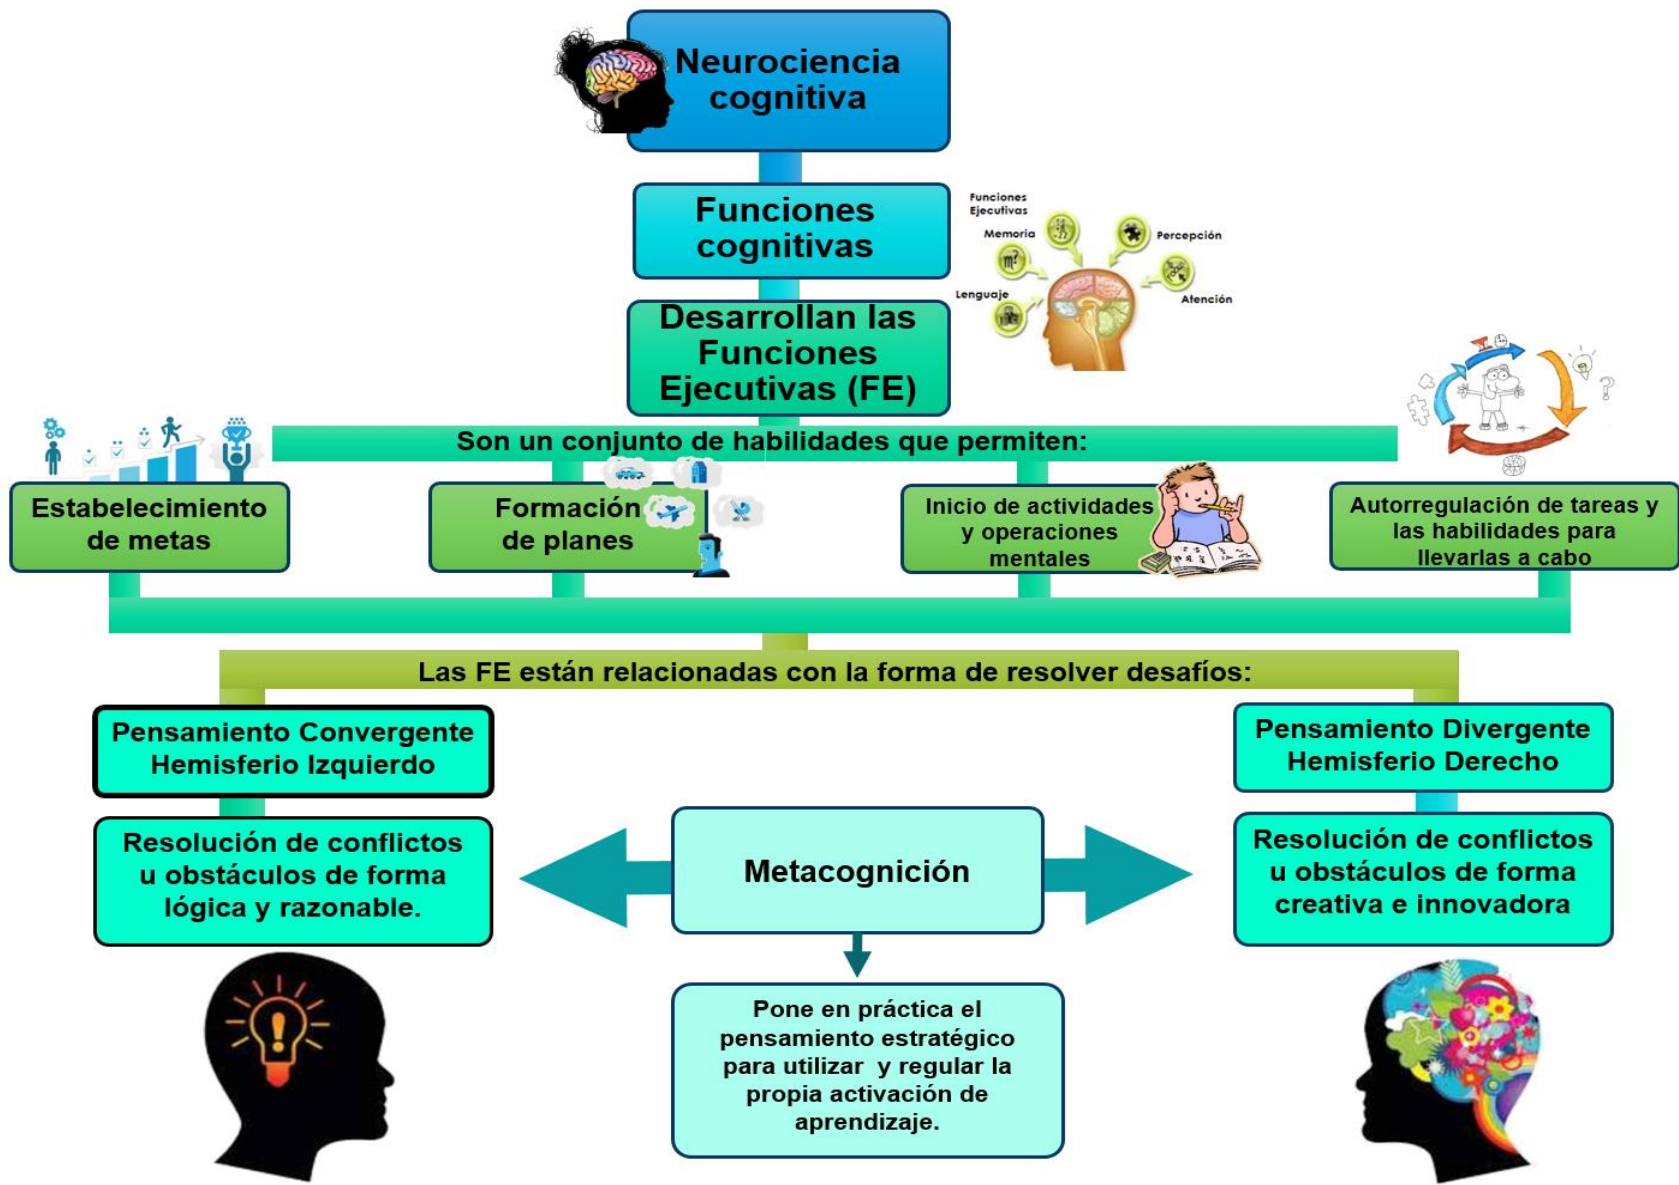 Neurociencia
cognitiva
Funciones
cognitivas
Funciones
Ejecutivas
Memoria
Percepción
m?
Lenguaje
Atención
Desarrollan las
Funciones
Ejecutivas (FE)
Son un conjunto de habilidades que permiten:
Estabelecimiento
de metas
Formación
de planes
Inicio de actividades
y operaciones
mentales
Autorregulación de tareas y
las habilidades para
llevarlas a cabo
Las FE están relacionadas con la forma de resolver desafíos:
Pensamiento Convergente
Hemisferio Izquierdo
Pensamiento Divergente
Hemisferio Derecho
Resolución de conflictos
u obstáculos de forma
lógica y razonable.
Metacognición
Resolución de conflictos
u obstáculos de forma
creativa e innovadora
Pone en práctica el
pensamiento estratégico
para utilizar y regular la
propia activación de
aprendizaje.